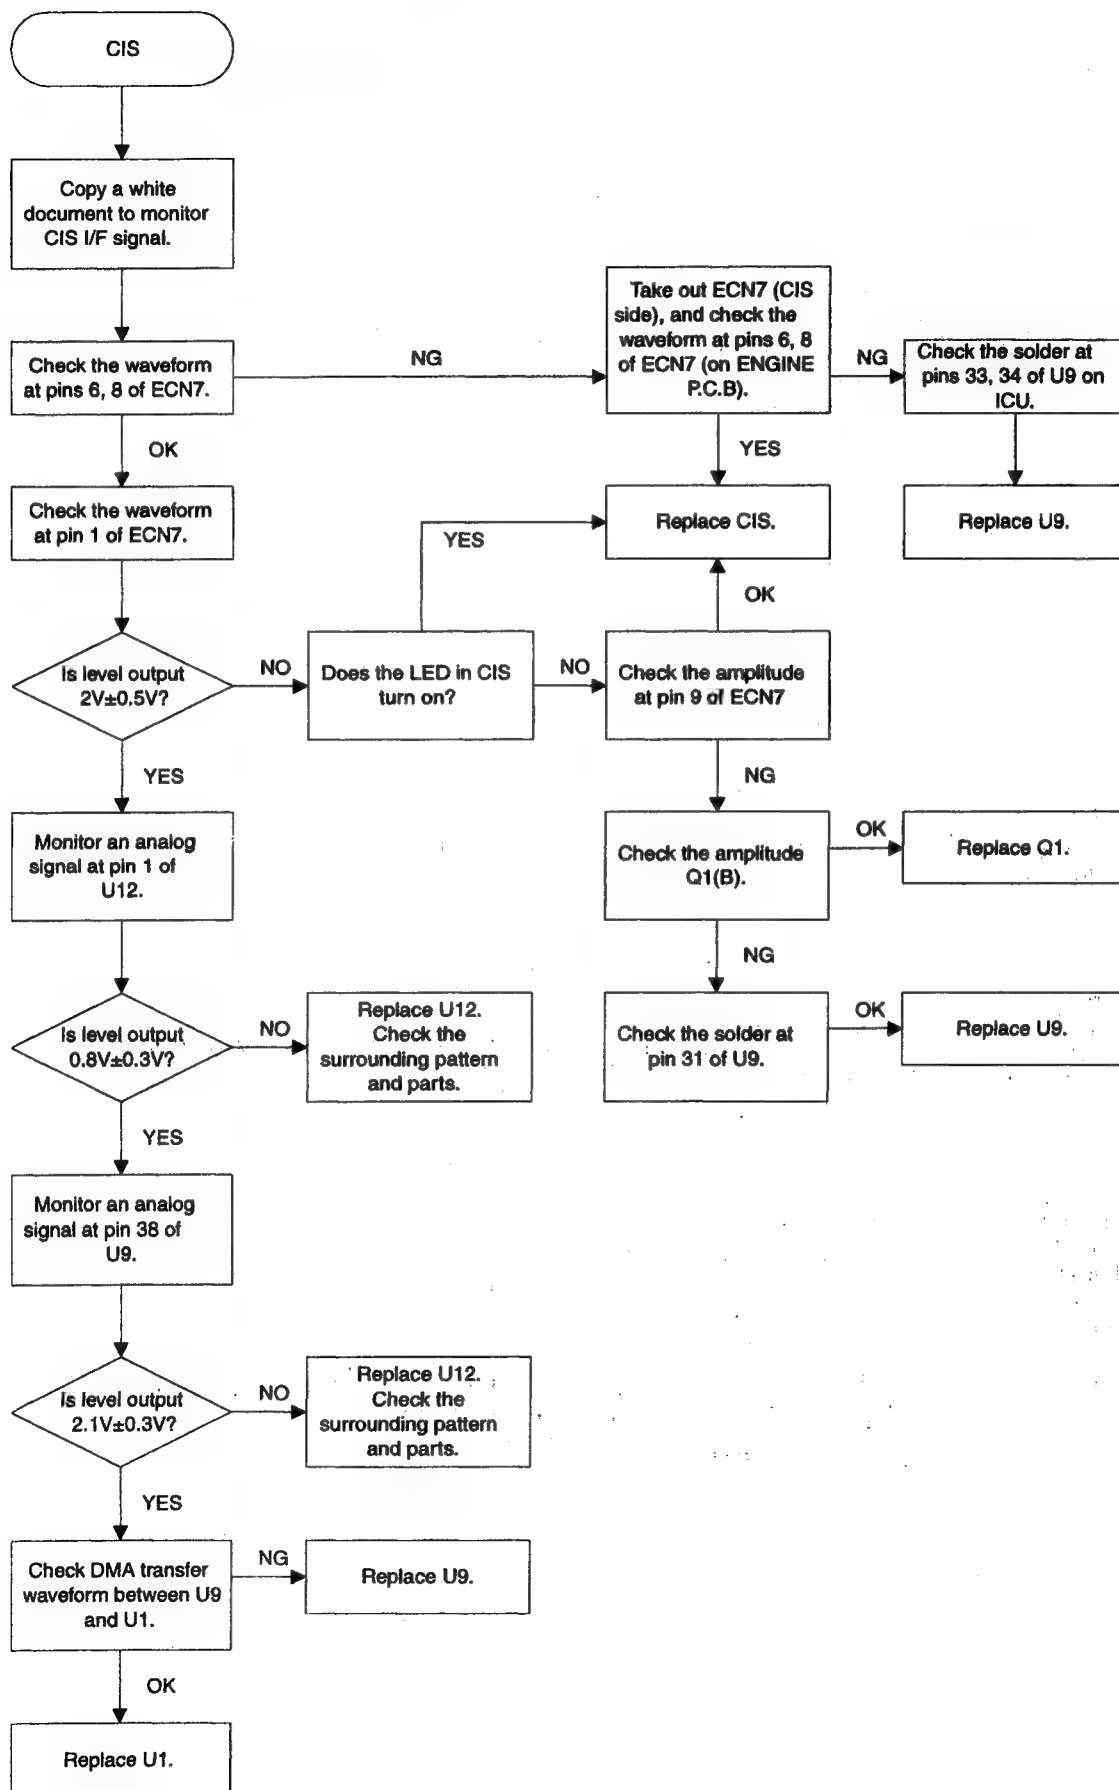 CIS
Copy a white
document to monitor
CIS I/F signal.
Check the waveform
at pins 6, 8 of ECN7.
NG
Take out ECN7 (CIS
side), and check the
waveform at pins 6, 8
of ECN7 (on ENGINE
P.C.B).
NG
Check the solder at
pins 33, 34 of U9 on
ICU.
OK
YES
Check the waveform
at pin 1 of ECN7.
YES
Replace CIS.
Replace U9.
OK
Is level output
2V±0.5V?
NO
Does the LED in CIS
turn on?
NO
Check the amplitude
at pin 9 of ECN7
YES
NG
Monitor an analog
signal at pin 1 of
U12.
Check the amplitude
Q1(B).
OK
Replace Q1.
NG
Is level output
0.8V±0.3V?
NO
Replace U12.
Check the
surrounding pattern
and parts.
Check the solder at
pin 31 of U9.
OK
Replace U9.
YES
Monitor an analog
signal at pin 38 of
U9.
Is level output
2.1V±0.3V?
NO
Replace U12.
Check the
surrounding pattern
and parts.
YES
Check DMA transfer
waveform between U9
and U1.
NG
Replace U9.
OK
Replace U1.